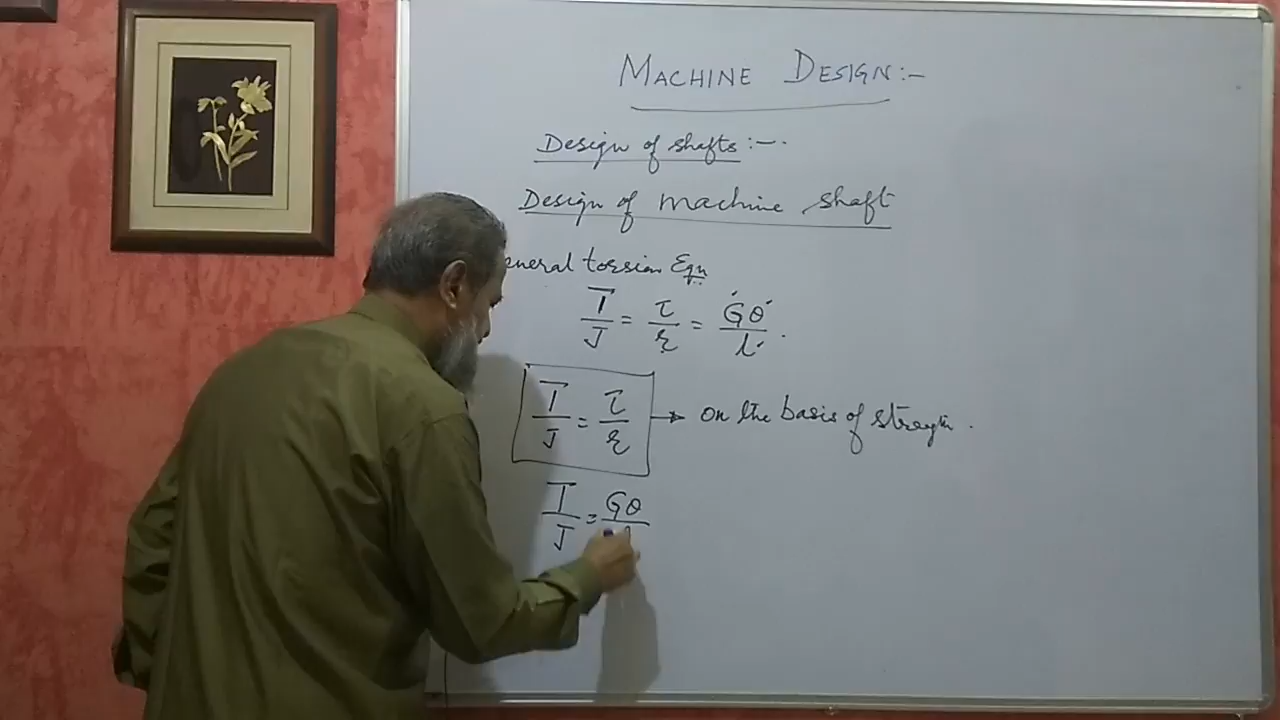 MACHINE DESIGN:-
Design of shafts:-.
Design of machine shaft
eneral torsion Eqn
T/J = τ/r = Gθ/l.
T/J = τ/r → on the basis of strength.
T/J = Gθ/l